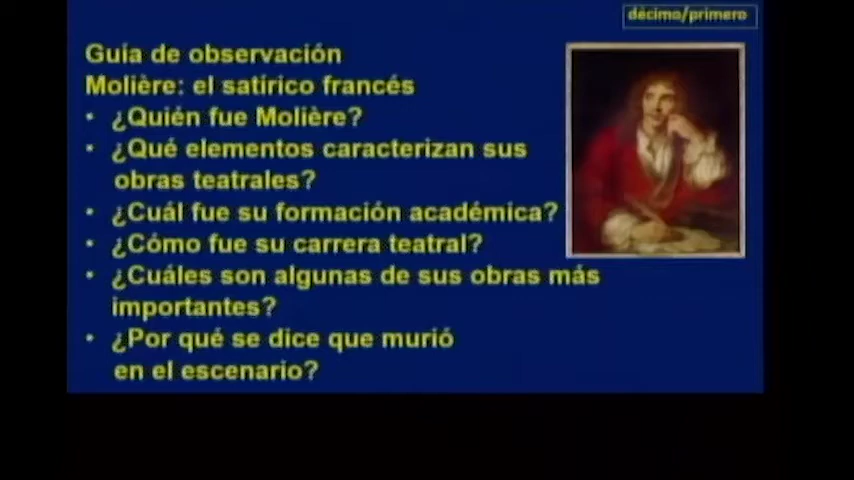 décimo/primero
Guía de observación
Molière: el satírico francés
• ¿Quién fue Molière?
• ¿Qué elementos caracterizan sus
obras teatrales?
• ¿Cuál fue su formación académica?
• ¿Cómo fue su carrera teatral?
• ¿Cuáles son algunas de sus obras más
importantes?
• ¿Por qué se dice que murió
en el escenario?